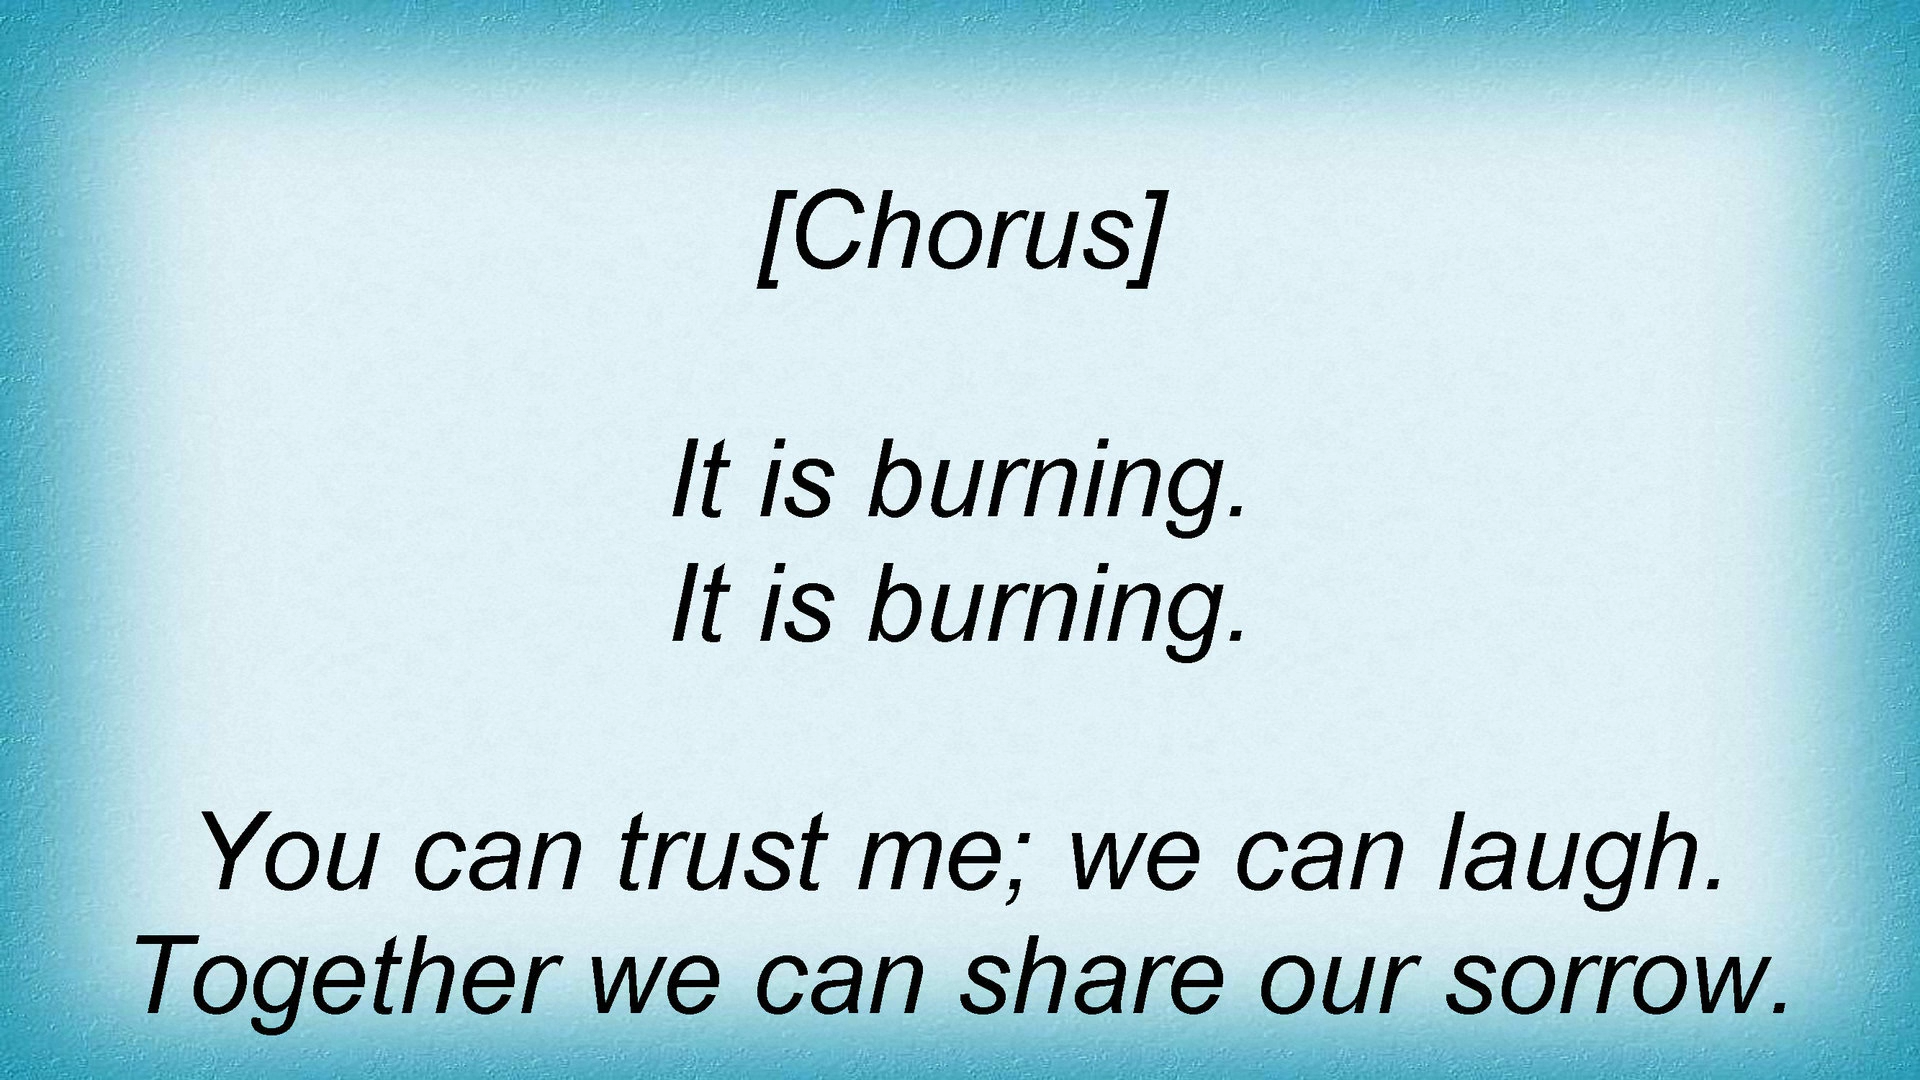 [Chorus]
It is burning.
It is burning.
You can trust me; we can laugh.
Together we can share our sorrow.